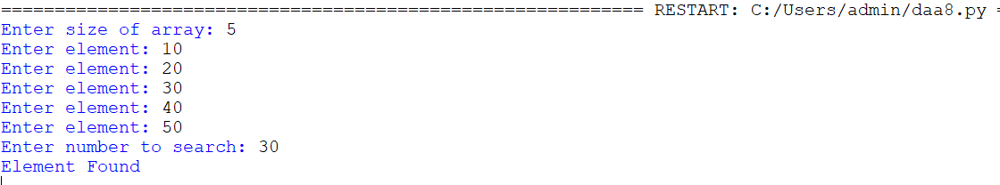 ============================================================ RESTART: C:/Users/admin/daa8.py =
Enter size of array: 5
Enter element: 10
Enter element: 20
Enter element: 30
Enter element: 40
Enter element: 50
Enter number to search: 30
Element Found